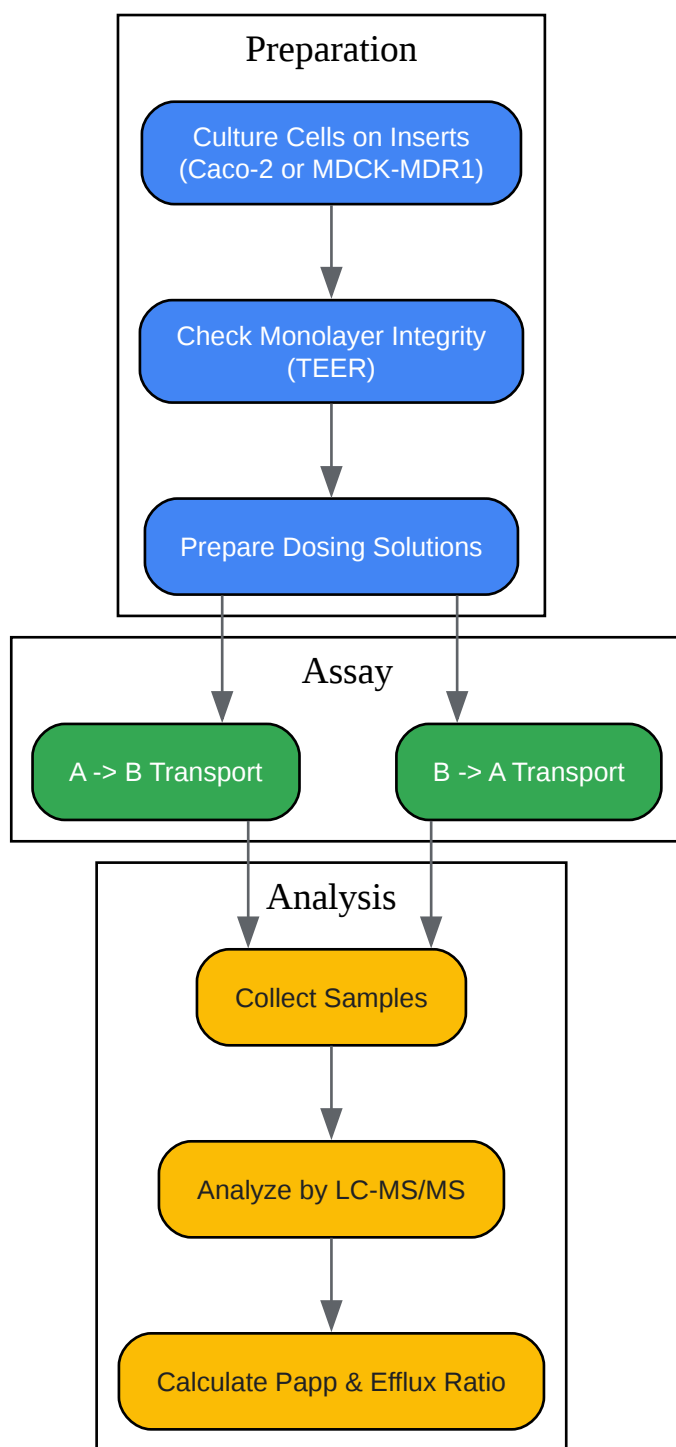 Preparation
Culture Cells on Inserts
(Caco-2 or MDCK-MDR1)
Check Monolayer Integrity
(TEER)
Prepare Dosing Solutions
Assay
A -> B Transport
B -> A Transport
Analysis
Collect Samples
Analyze by LC-MS/MS
Calculate Papp & Efflux Ratio